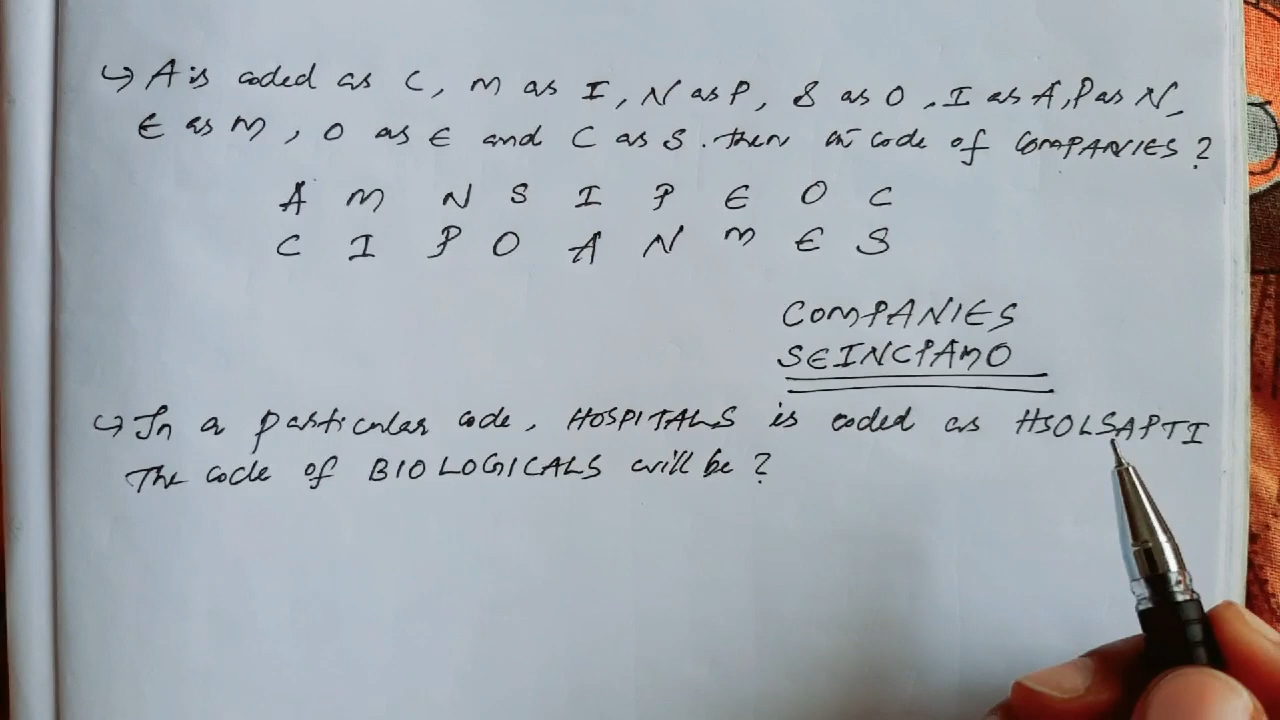 ↳ A is coded as C, M as I, N as P, S as O, I as A, P as N,
E as M, O as E and C as S. then code of COMPANIES?
A M N S I P E O C
C I P O A N M E S
COMPANIES
SEINCPAMO
↳ In a particular code, HOSPITALS is coded as HSOLSAPTI
The code of BIOLOGICALS will be?